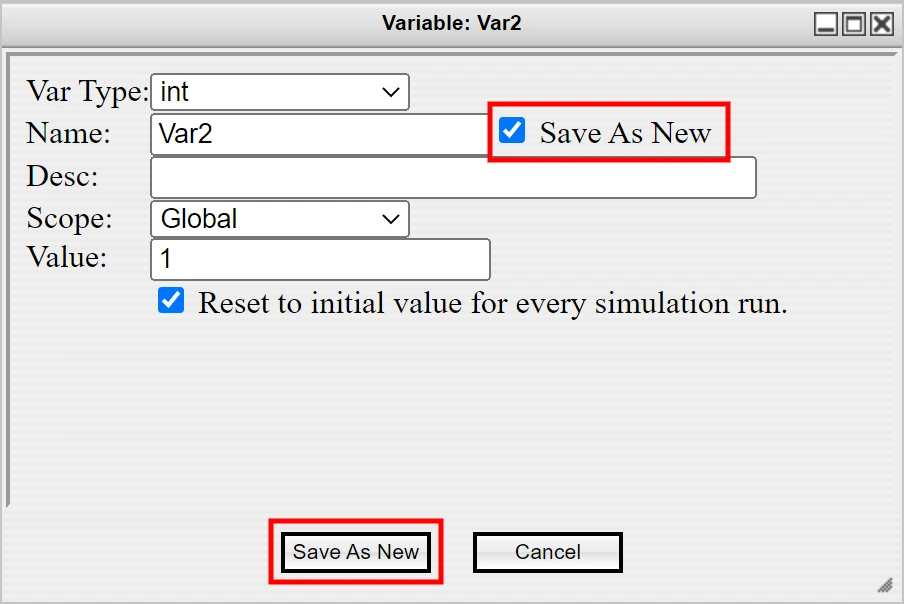 Variable: Var2
Var Type: int
Name: Var2 Save As New
Desc:
Scope: Global
Value: 1
Reset to initial value for every simulation run.
Save As New Cancel